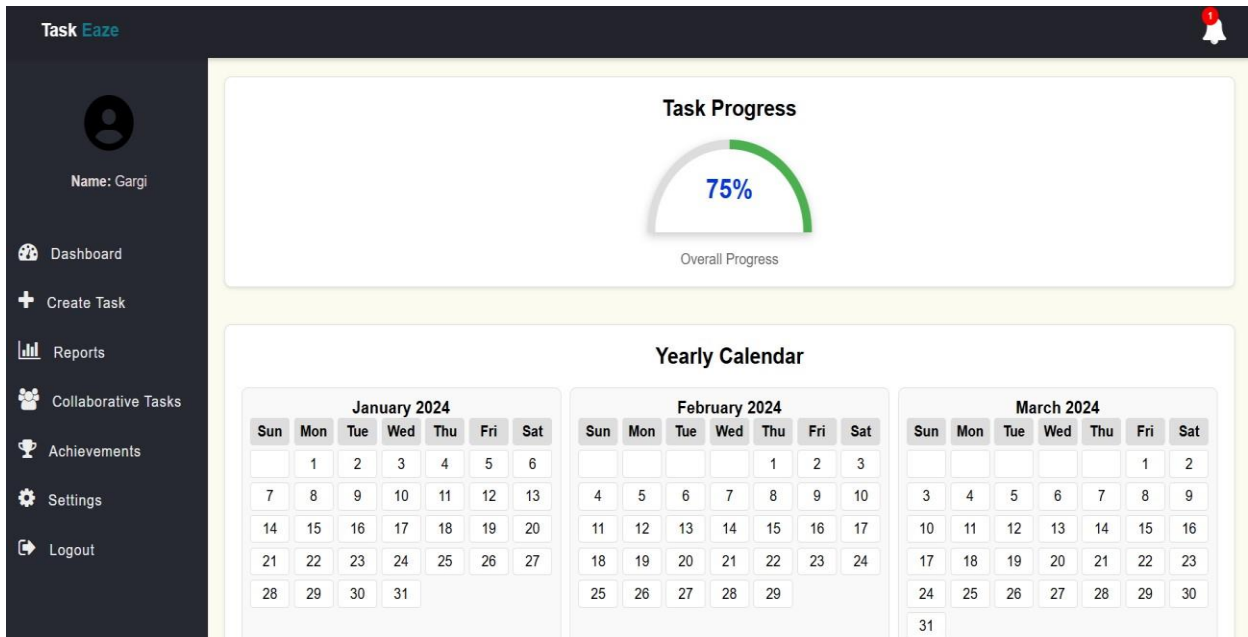 Task Eaze
1
Name: Gargi
Dashboard
Create Task
Reports
Collaborative Tasks
Achievements
Settings
Logout
Task Progress
75%
Overall Progress
Yearly Calendar
January 2024
Sun Mon Tue Wed Thu Fri Sat
1 2 3 4 5 6
7 8 9 10 11 12 13
14 15 16 17 18 19 20
21 22 23 24 25 26 27
28 29 30 31
February 2024
Sun Mon Tue Wed Thu Fri Sat
1 2 3
4 5 6 7 8 9 10
11 12 13 14 15 16 17
18 19 20 21 22 23 24
25 26 27 28 29
March 2024
Sun Mon Tue Wed Thu Fri Sat
1 2
3 4 5 6 7 8 9
10 11 12 13 14 15 16
17 18 19 20 21 22 23
24 25 26 27 28 29 30
31